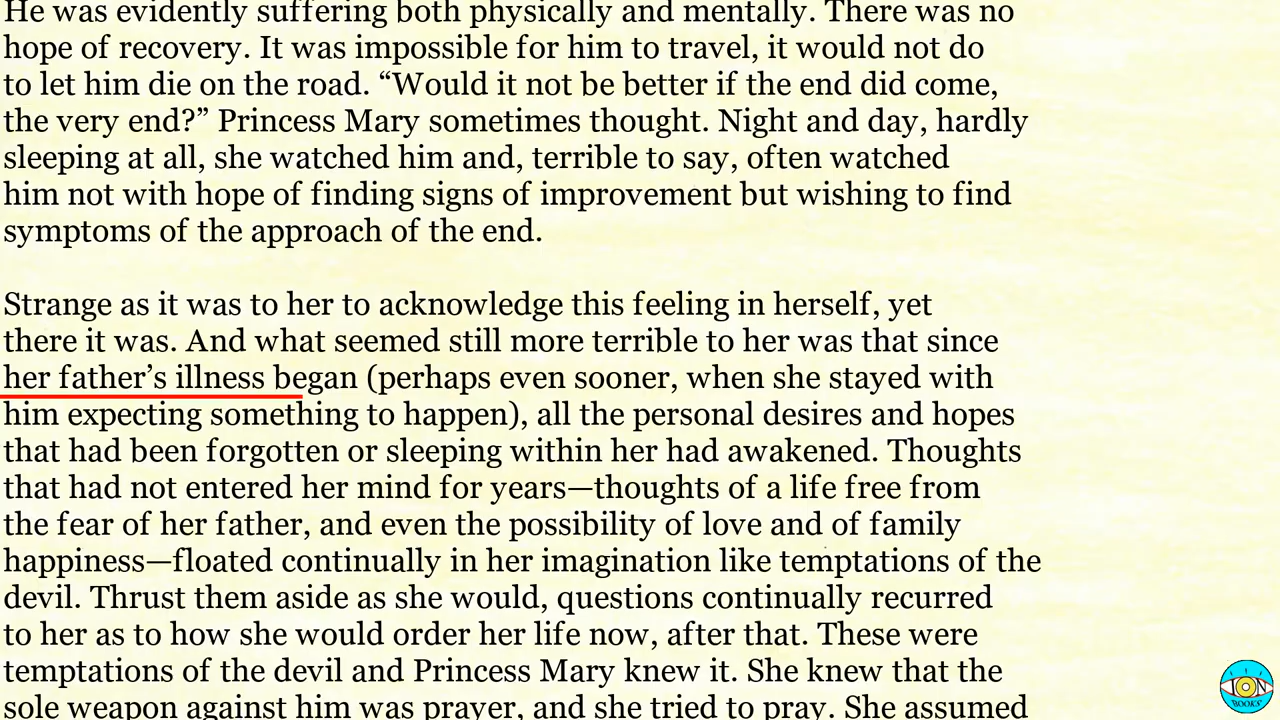 He was evidently suffering both physically and mentally. There was no
hope of recovery. It was impossible for him to travel, it would not do
to let him die on the road. “Would it not be better if the end did come,
the very end?” Princess Mary sometimes thought. Night and day, hardly
sleeping at all, she watched him and, terrible to say, often watched
him not with hope of finding signs of improvement but wishing to find
symptoms of the approach of the end.
Strange as it was to her to acknowledge this feeling in herself, yet
there it was. And what seemed still more terrible to her was that since
her father’s illness began (perhaps even sooner, when she stayed with
him expecting something to happen), all the personal desires and hopes
that had been forgotten or sleeping within her had awakened. Thoughts
that had not entered her mind for years—thoughts of a life free from
the fear of her father, and even the possibility of love and of family
happiness—floated continually in her imagination like temptations of the
devil. Thrust them aside as she would, questions continually recurred
to her as to how she would order her life now, after that. These were
temptations of the devil and Princess Mary knew it. She knew that the
sole weapon against him was prayer, and she tried to pray. She assumed
ION
BOOKS